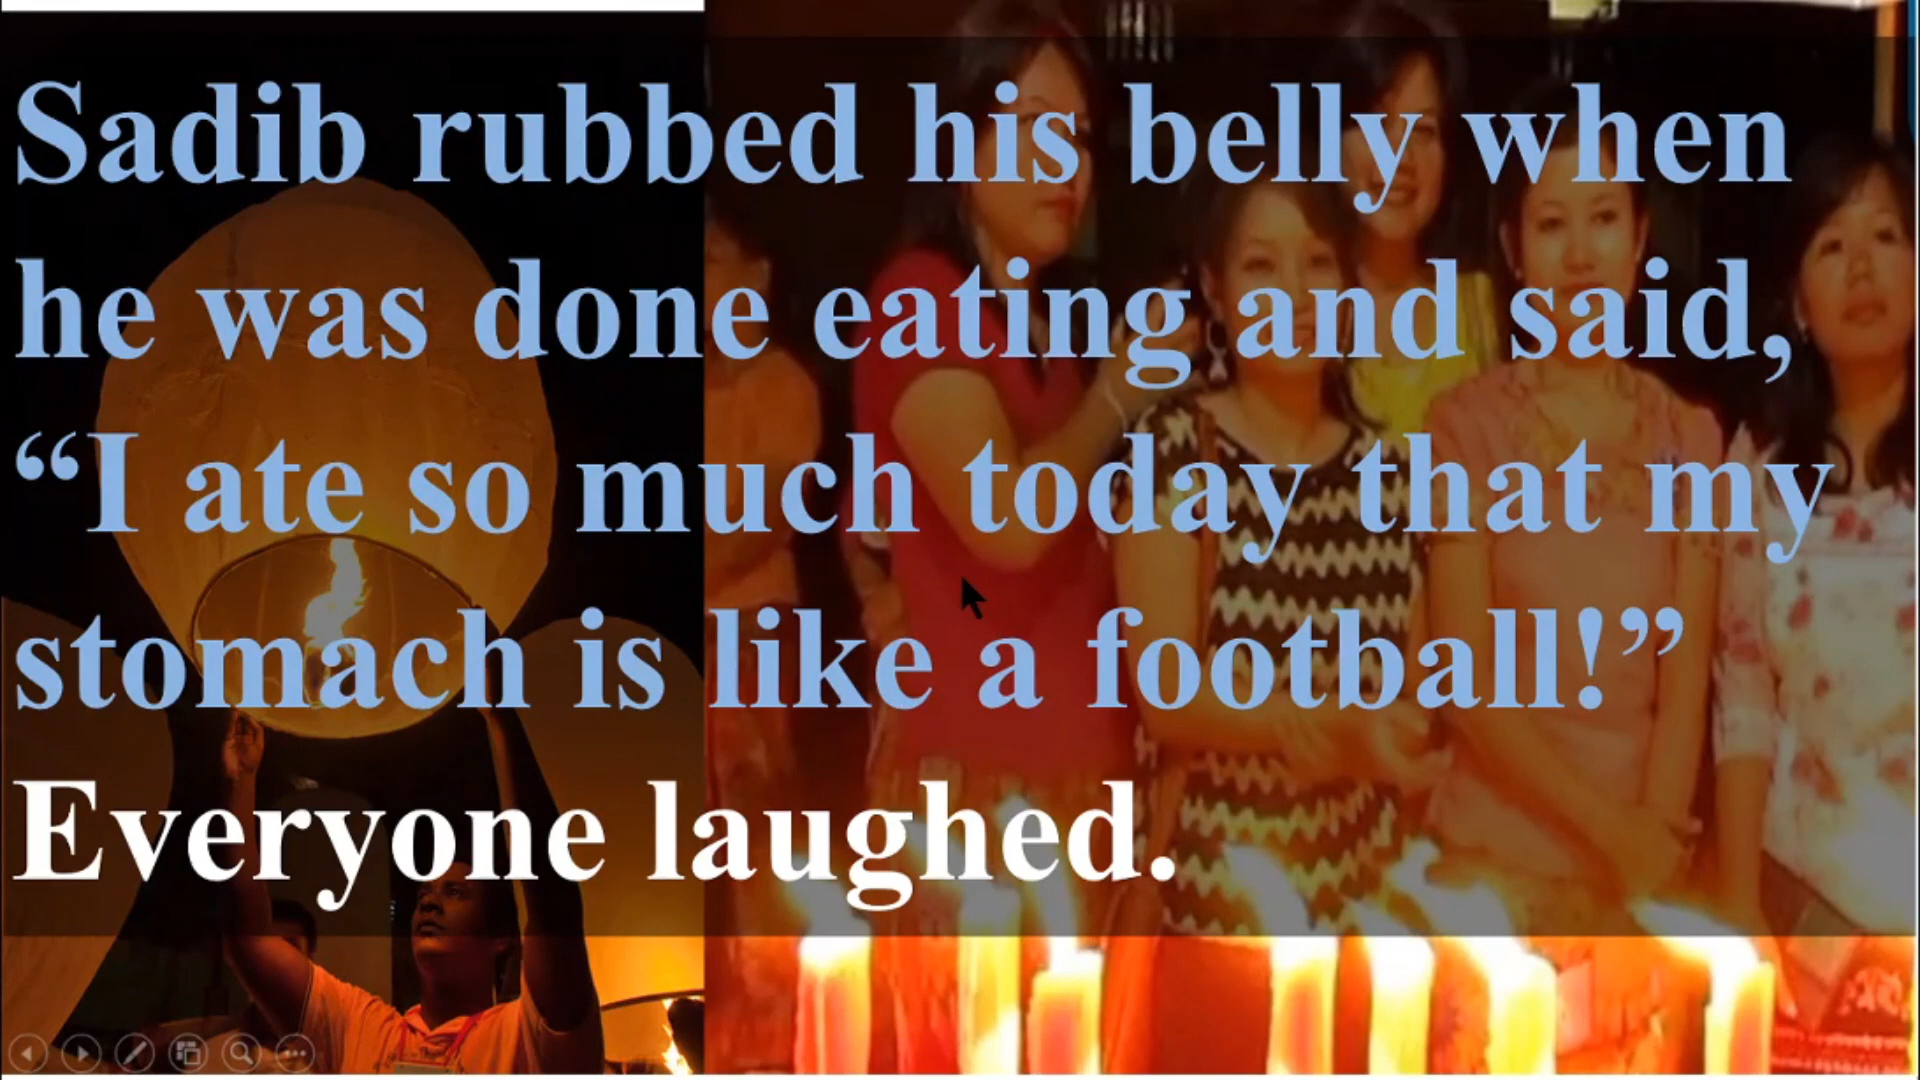 Sadib rubbed his belly when
he was done eating and said,
“I ate so much today that my
stomach is like a football!”
Everyone laughed.